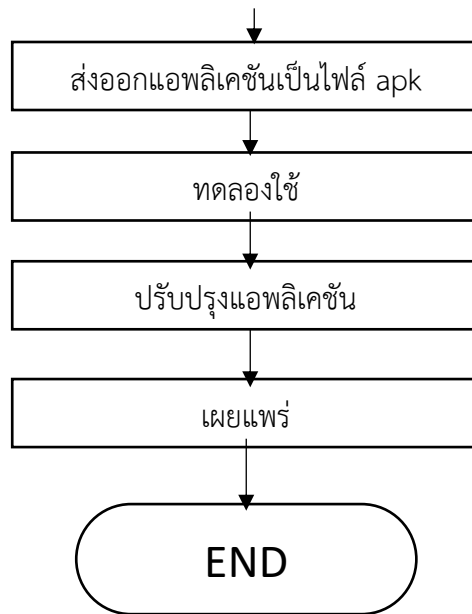 ส่งออกแอพลิเคชันเป็นไฟล์ apk
ทดลองใช้
ปรับปรุงแอพลิเคชัน
เผยแพร่
END